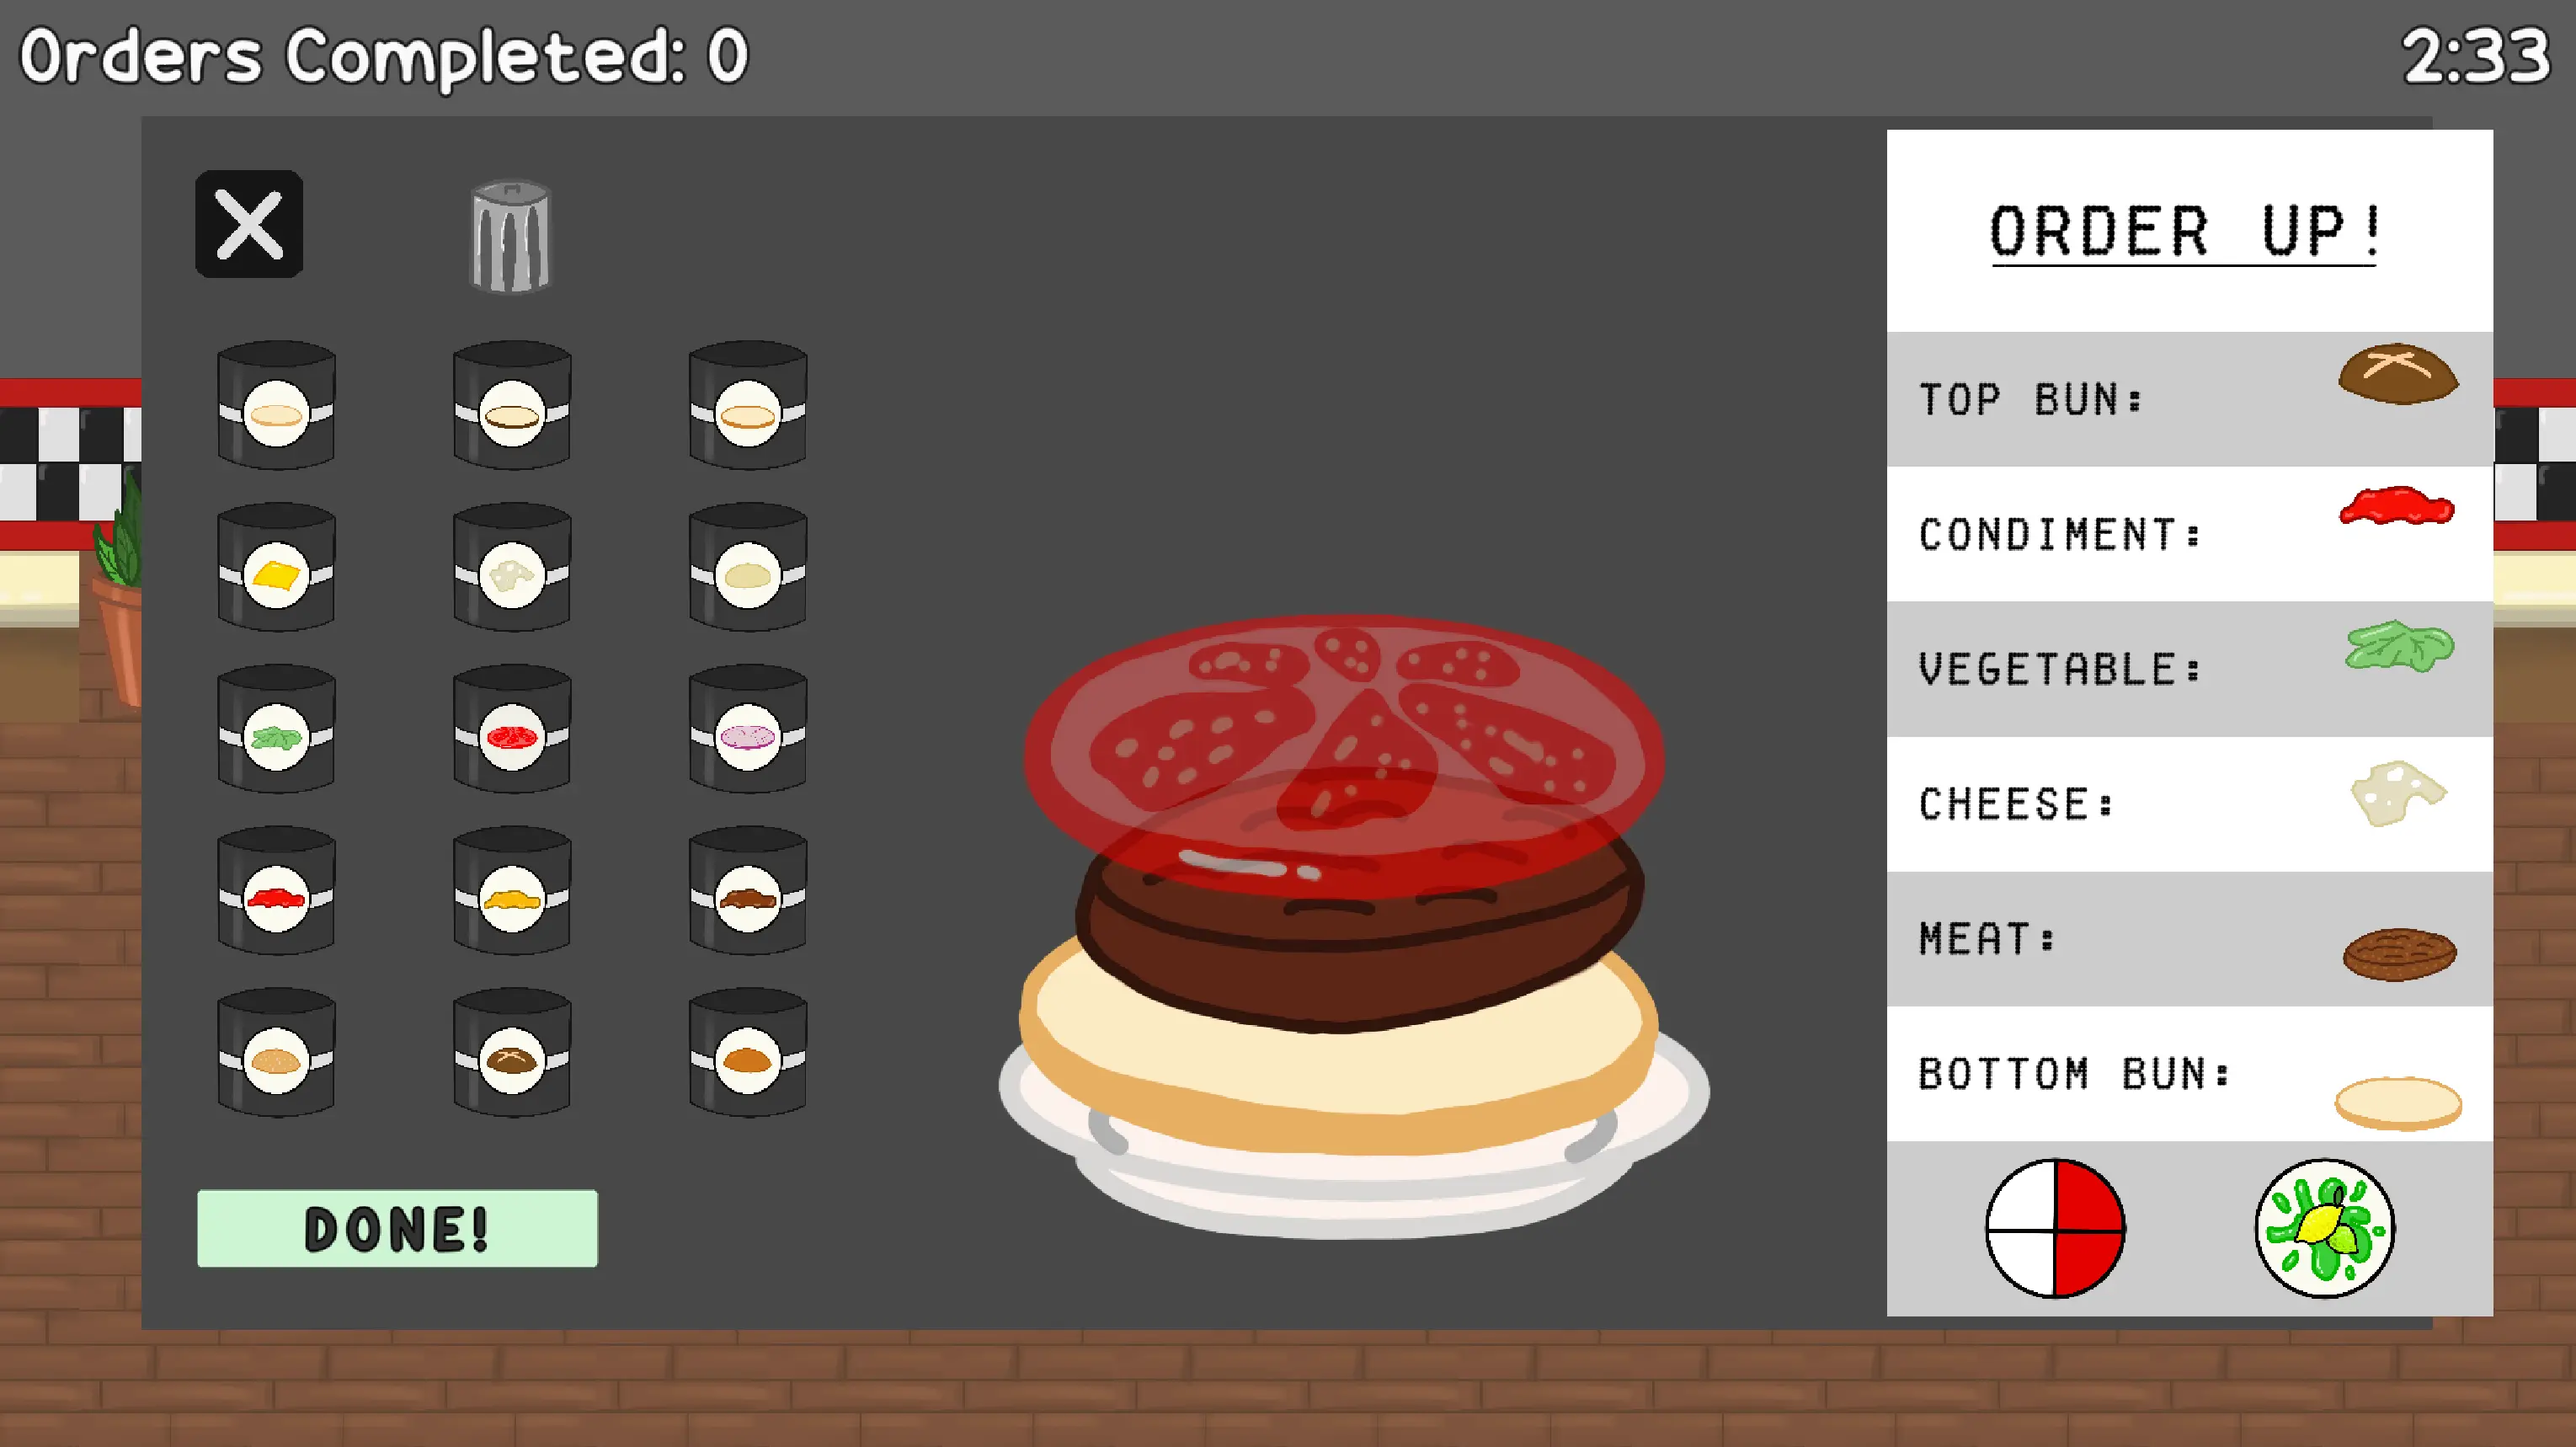 Orders Completed: 0
2:33
ORDER UP!
TOP BUN:
CONDIMENT:
VEGETABLE:
CHEESE:
MEAT:
BOTTOM BUN:
DONE!